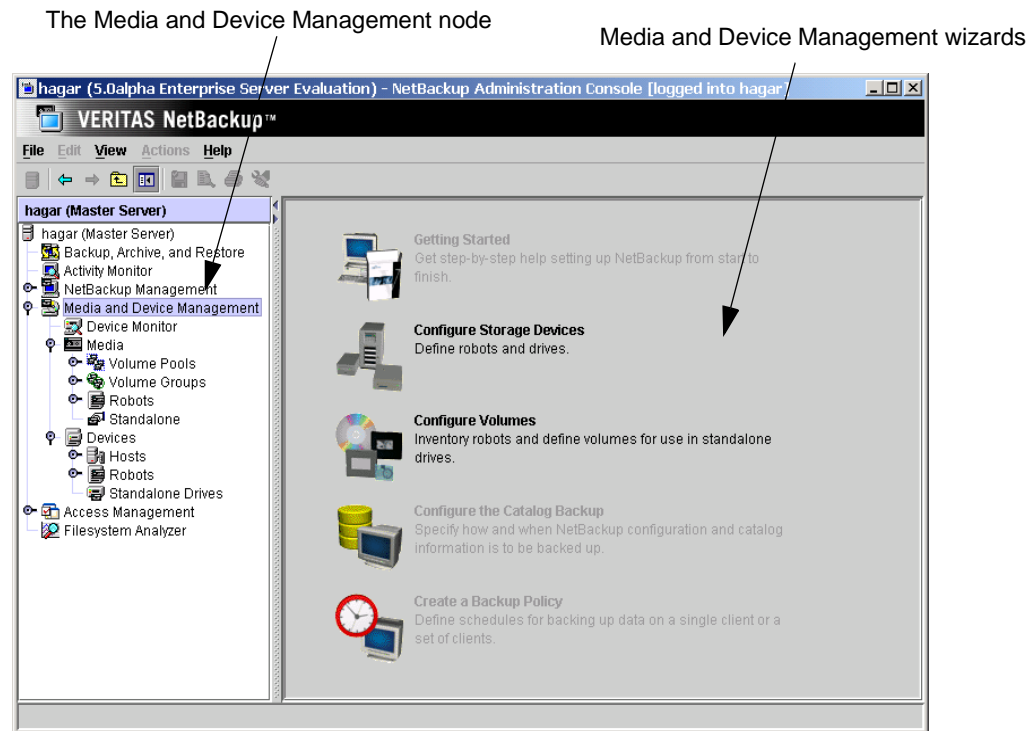 The Media and Device Management node
Media and Device Management wizards
hagar (5.0alpha Enterprise Server Evaluation) - NetBackup Administration Console [logged into hagar]
VERITAS NetBackup™
File Edit View Actions Help
hagar (Master Server)
hagar (Master Server)
Backup, Archive, and Restore
Activity Monitor
NetBackup Management
Media and Device Management
Device Monitor
Media
Volume Pools
Volume Groups
Robots
Standalone
Devices
Hosts
Robots
Standalone Drives
Access Management
Filesystem Analyzer
Getting Started
Get step-by-step help setting up NetBackup from start to
finish.
Configure Storage Devices
Define robots and drives.
Configure Volumes
Inventory robots and define volumes for use in standalone
drives.
Configure the Catalog Backup
Specify how and when NetBackup configuration and catalog
information is to be backed up.
Create a Backup Policy
Define schedules for backing up data on a single client or a
set of clients.